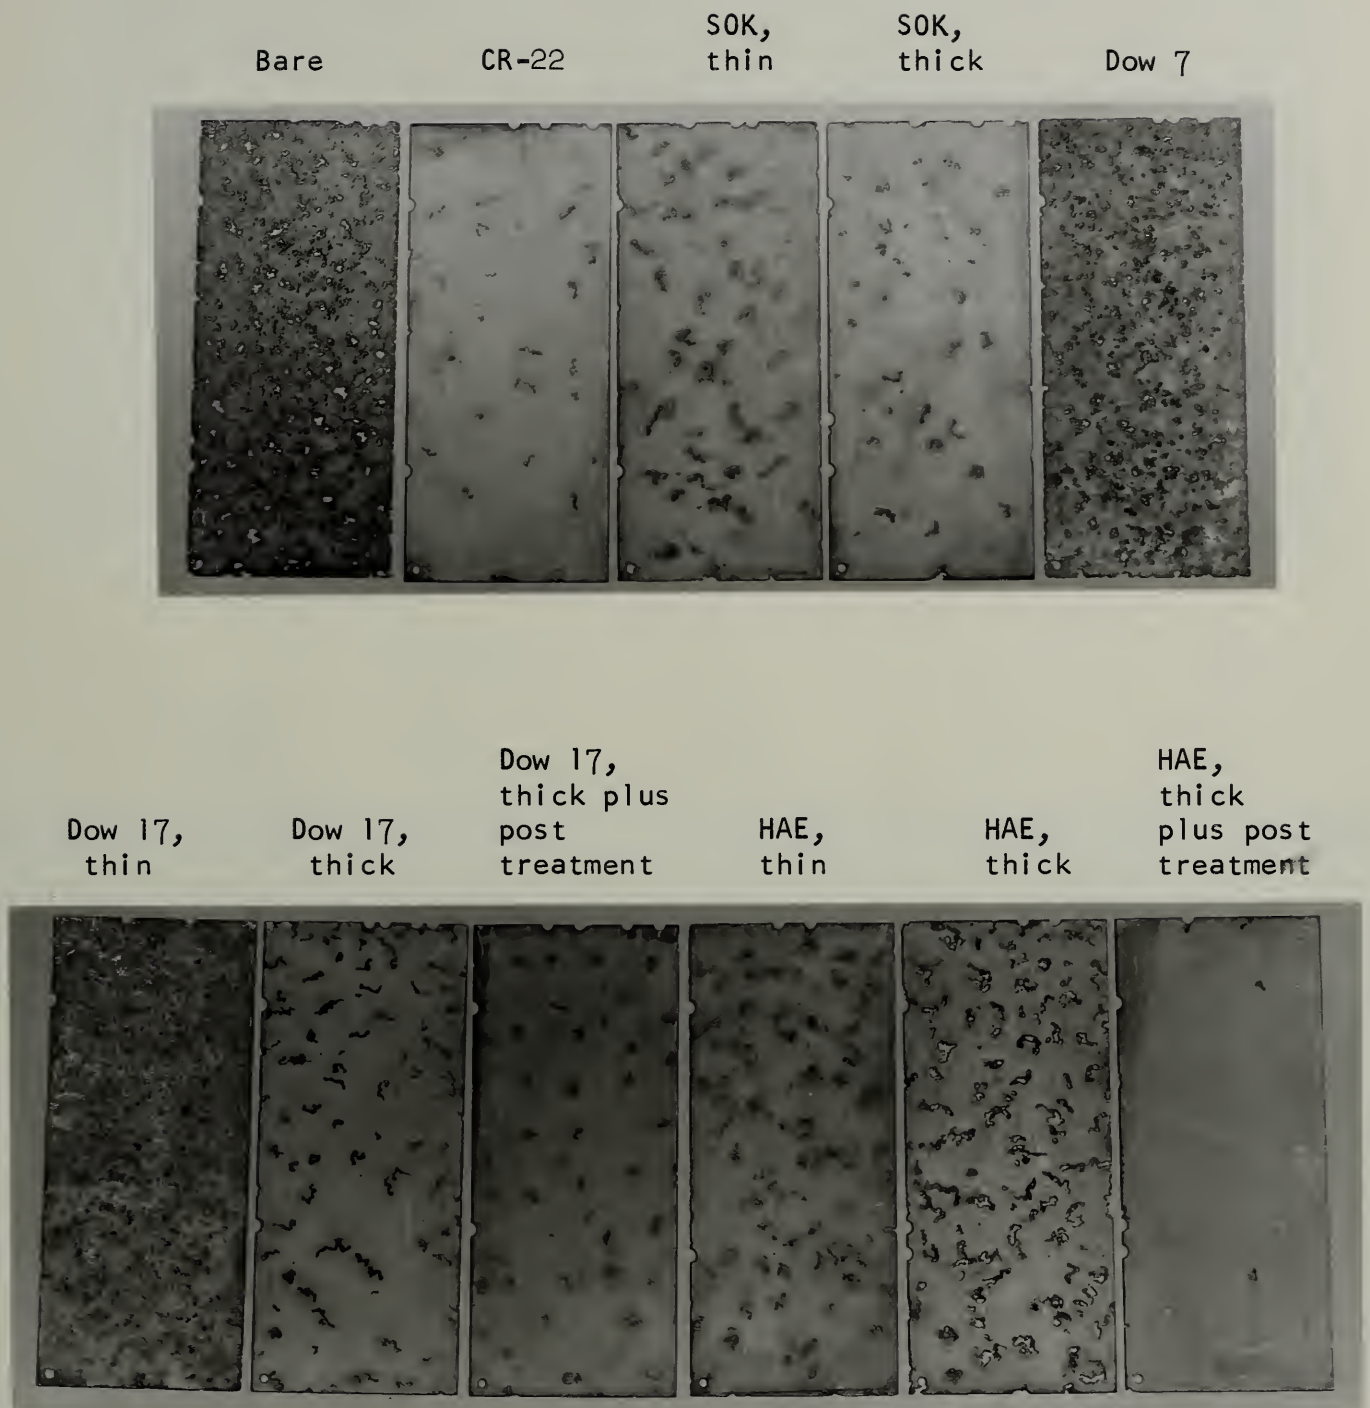 Bare
CR-22
SOK,
thin
SOK,
thick
Dow 7
Dow 17,
thin
Dow 17,
thick
Dow 17,
thick plus
post
treatment
HAE,
thin
HAE,
thick
HAE,
thick
plus post
treatment